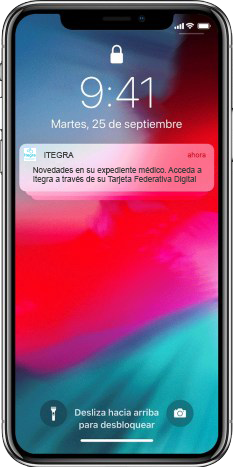 9:41
Martes, 25 de septiembre
ITEGRA
ahora
Novedades en su expediente médico. Acceda a
Itegra a través de su Tarjeta Federativa Digital
Desliza hacia arriba
para desbloquear